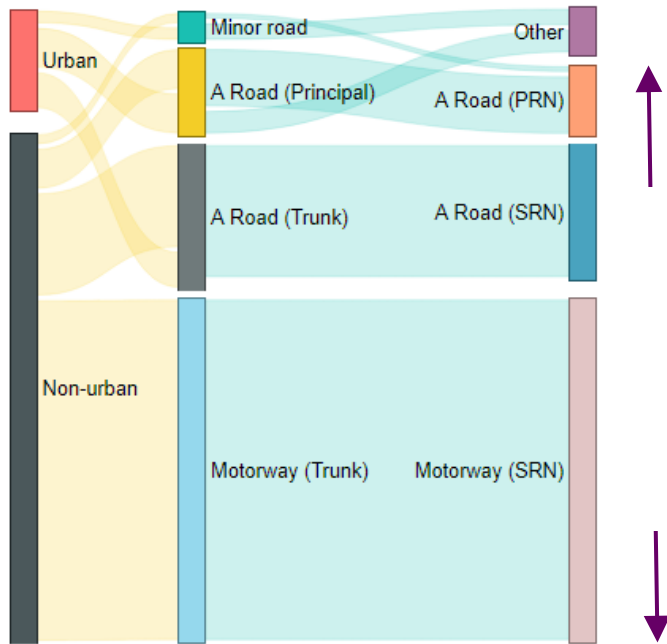 Urban
Non-urban
Minor road
A Road (Principal)
A Road (Trunk)
Motorway (Trunk)
Other
A Road (PRN)
A Road (SRN)
Motorway (SRN)